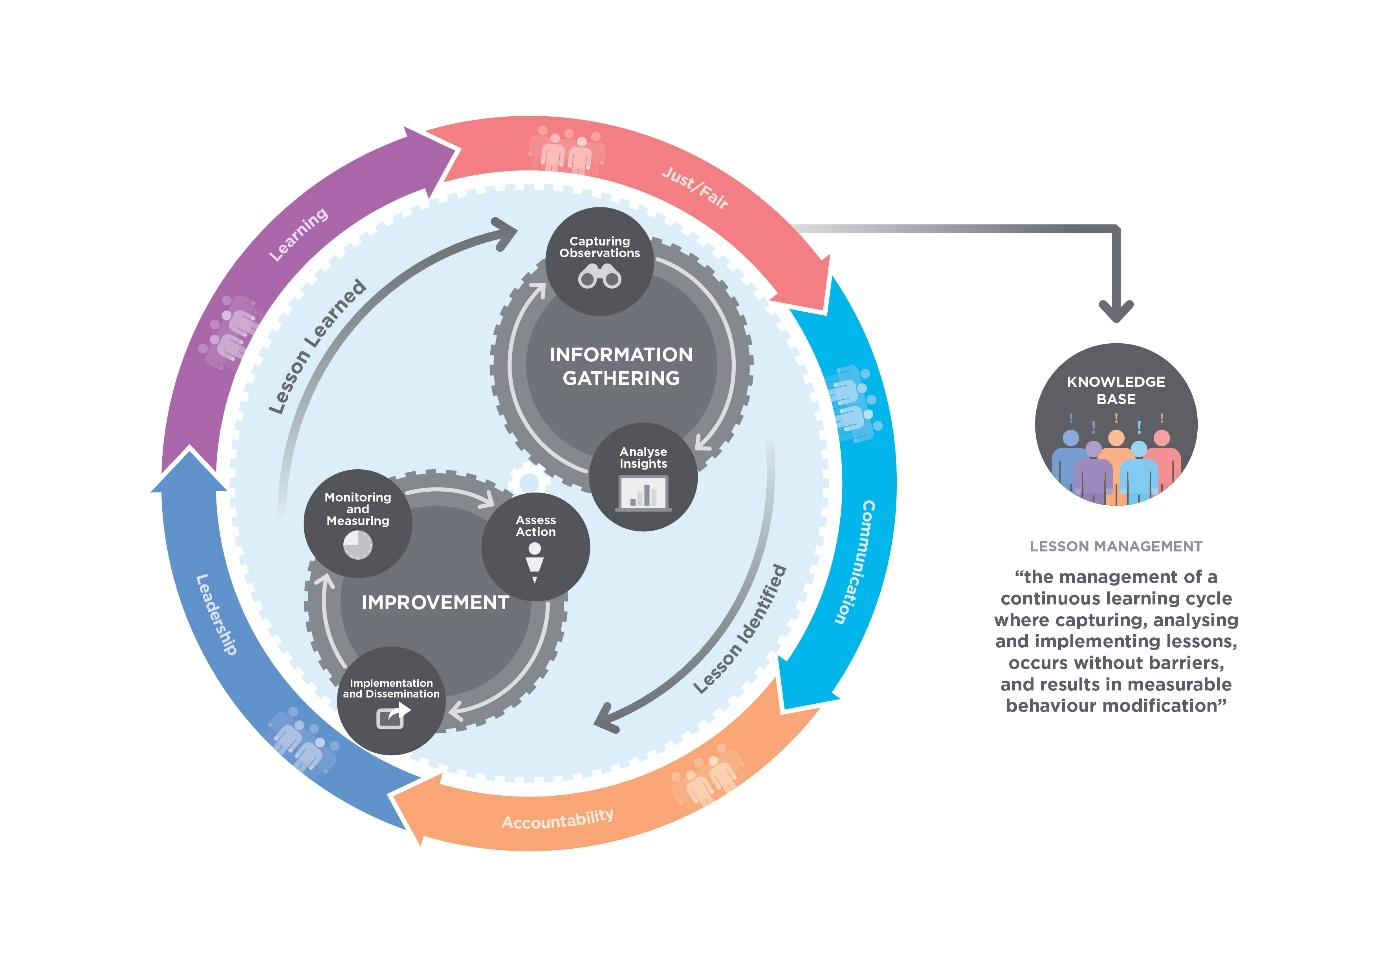 Just/Fair
Learning
Capturing
Observations
Lesson Learned
INFORMATION
GATHERING
KNOWLEDGE
BASE
! ! ! ! !
Analyse
Insights
Monitoring
and
Measuring
Assess
Action
Communication
LESSON MANAGEMENT
“the management of a
continuous learning cycle
where capturing, analysing
and implementing lessons,
occurs without barriers,
and results in measurable
behaviour modification”
IMPROVEMENT
Leadership
Lesson Identified
Implementation
and Dissemination
Accountability